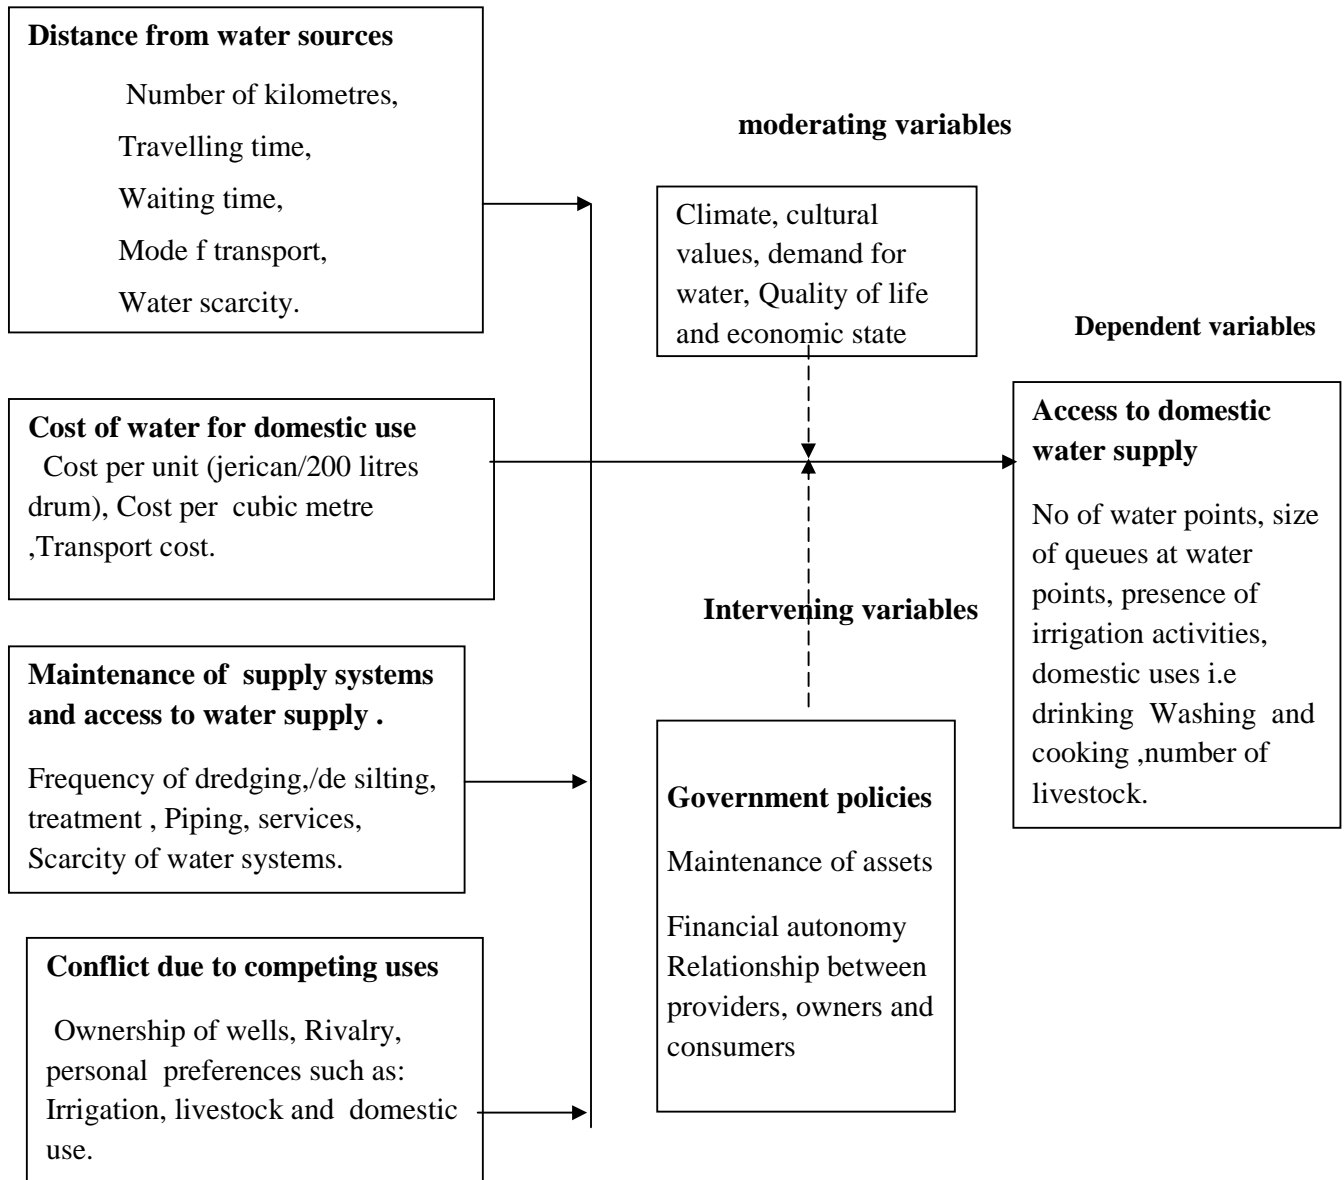 Distance from water sources
Number of kilometres,
Travelling time,
Waiting time,
Mode f transport,
Water scarcity.
moderating variables
Climate, cultural
values, demand for
water, Quality of life
and economic state
Dependent variables
Cost of water for domestic use
Cost per unit (jerican/200 litres
drum), Cost per cubic metre
,Transport cost.
Access to domestic
water supply
No of water points, size
of queues at water
points, presence of
irrigation activities,
domestic uses i.e
drinking Washing and
cooking ,number of
livestock.
Intervening variables
Maintenance of supply systems
and access to water supply .
Frequency of dredging,/de silting,
treatment , Piping, services,
Scarcity of water systems.
Government policies
Maintenance of assets
Financial autonomy
Relationship between
providers, owners and
consumers
Conflict due to competing uses
Ownership of wells, Rivalry,
personal preferences such as:
Irrigation, livestock and domestic
use.